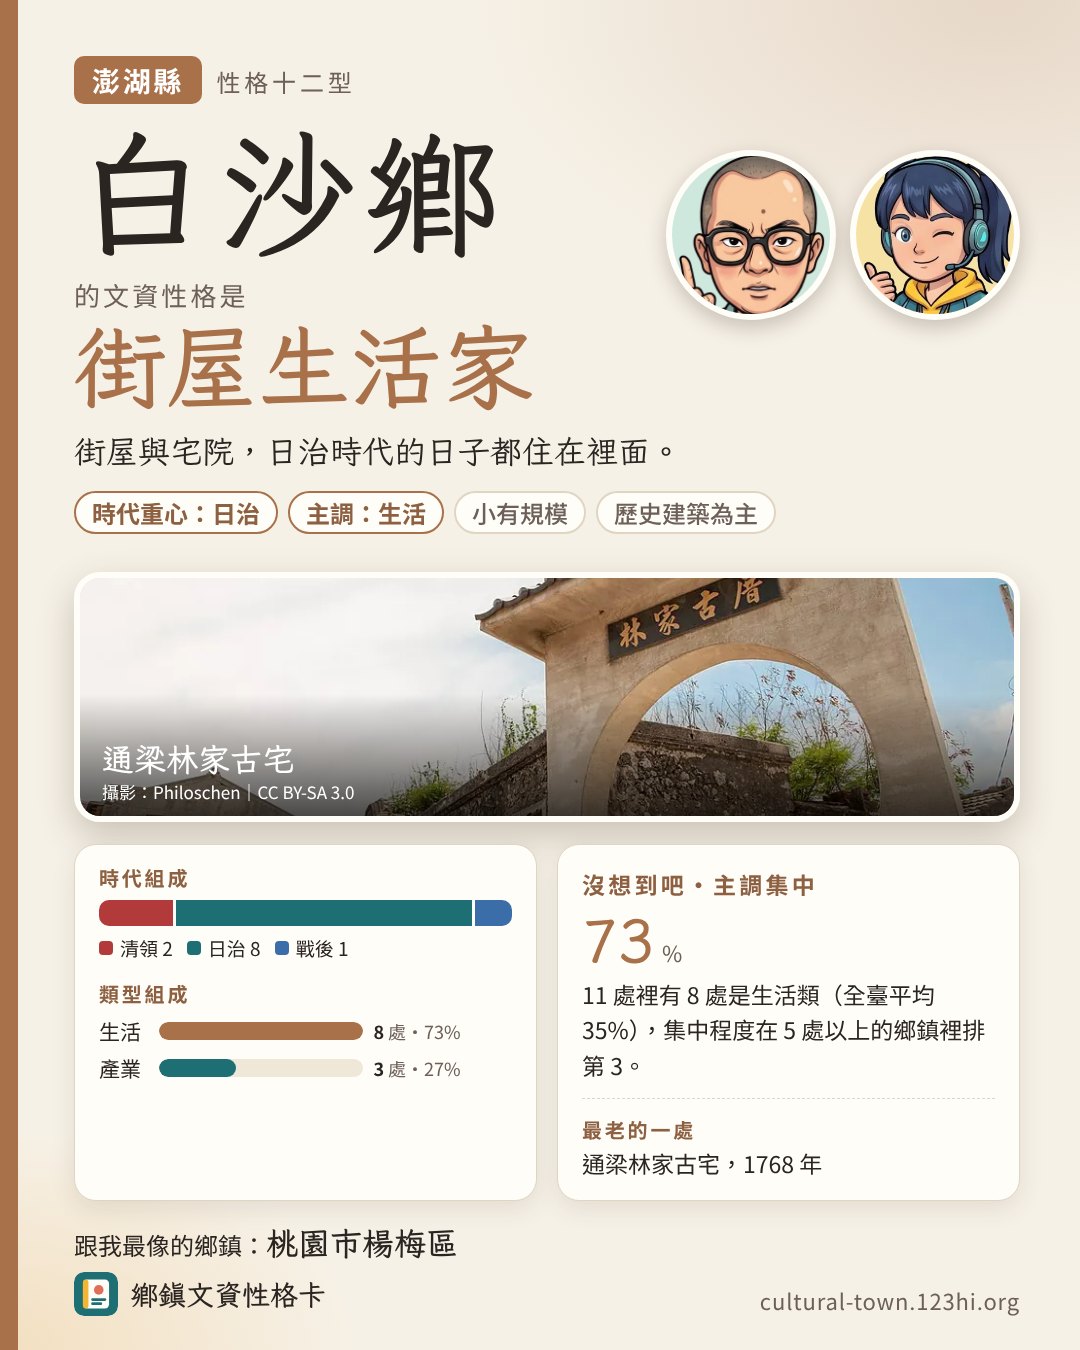 澎湖縣 性格十二型
白沙鄉
的文資性格是
街屋生活家
街屋與宅院，日治時代的日子都住在裡面。
時代重心：日治 主調：生活 小有規模 歷史建築為主
林家古厝
通梁林家古宅
攝影：Philoschen｜CC BY-SA 3.0
時代組成
清領 2 日治 8 戰後 1
類型組成
生活 8 處・73%
產業 3 處・27%
沒想到吧・主調集中
73 %
11 處裡有 8 處是生活類（全臺平均
35%），集中程度在 5 處以上的鄉鎮裡排
第 3。
最老的一處
通梁林家古宅，1768 年
跟我最像的鄉鎮：桃園市楊梅區
鄉鎮文資性格卡
cultural-town.123hi.org